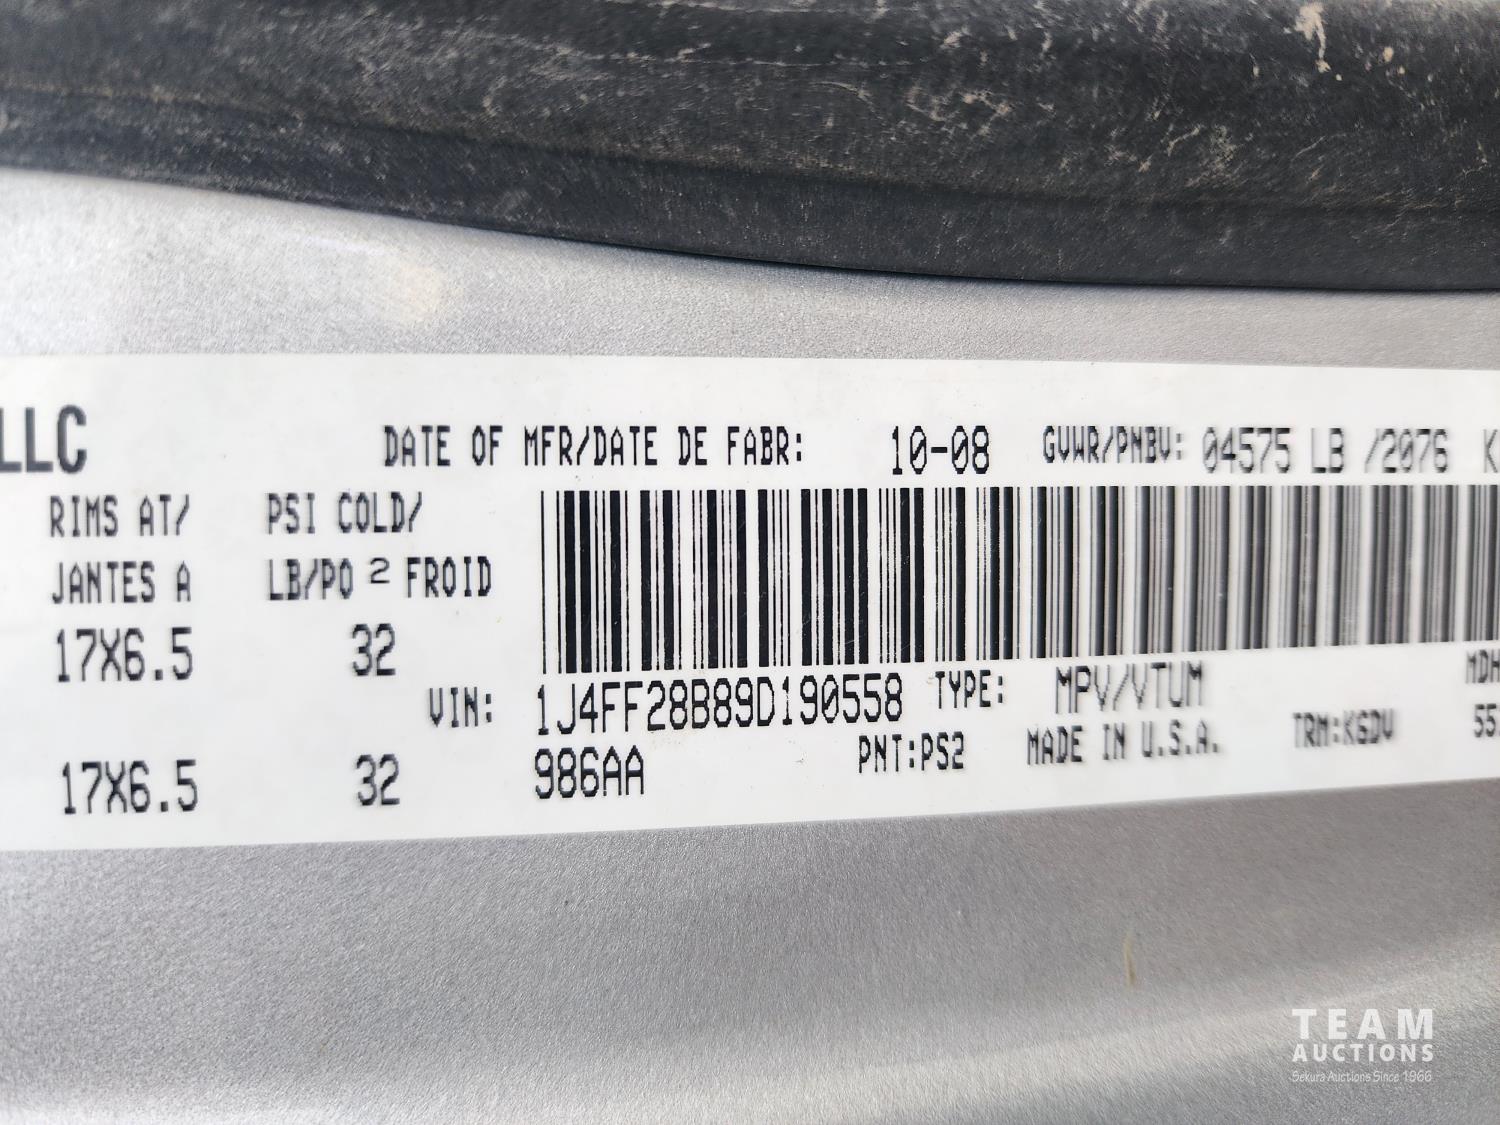 LLC DATE OF MFR/DATE DE FABR: 10-08 GVWR/PNBV: 04575 LB /2076
RIMS AT/ PSI COLD/
JANTES A LB/PO 2 FROID
17X6.5 32
VIN: 1J4FF28B89D190558 TYPE: MPV/VTUM MDH
17X6.5 32 986AA PNT:PS2 MADE IN U.S.A. TRM:K6DV
TEAM
AUCTIONS
Sekura Auctions Since 1966